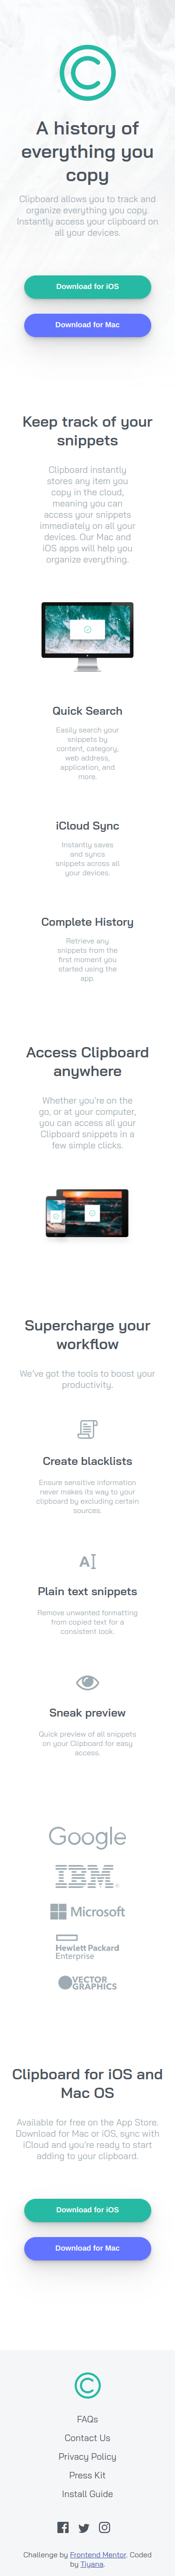 A history of
everything you
copy
Clipboard allows you to track and
organize everything you copy.
Instantly access your clipboard on
all your devices.
Download for iOS
Download for Mac
Keep track of your
snippets
Clipboard instantly
stores any item you
copy in the cloud,
meaning you can
access your snippets
immediately on all your
devices. Our Mac and
iOS apps will help you
organize everything.
Quick Search
Easily search your
snippets by
content, category,
web address,
application, and
more.
iCloud Sync
Instantly saves
and syncs
snippets across all
your devices.
Complete History
Retrieve any
snippets from the
first moment you
started using the
app.
Access Clipboard
anywhere
Whether you're on the
go, or at your computer,
you can access all your
Clipboard snippets in a
few simple clicks.
Supercharge your
workflow
We've got the tools to boost your
productivity.
Create blacklists
Ensure sensitive information
never makes its way to your
clipboard by excluding certain
sources.
A
Plain text snippets
Remove unwanted formatting
from copied text for a
consistent look.
Sneak preview
Quick preview of all snippets
on your Clipboard for easy
access.
Google
IBM
Microsoft
Hewlett Packard
Enterprise
VECTOR
GRAPHICS
Clipboard for iOS and
Mac OS
Available for free on the App Store.
Download for Mac or iOS, sync with
iCloud and you're ready to start
adding to your clipboard.
Download for iOS
Download for Mac
FAQs
Contact Us
Privacy Policy
Press Kit
Install Guide
Challenge by Frontend Mentor. Coded
by Tiyana.